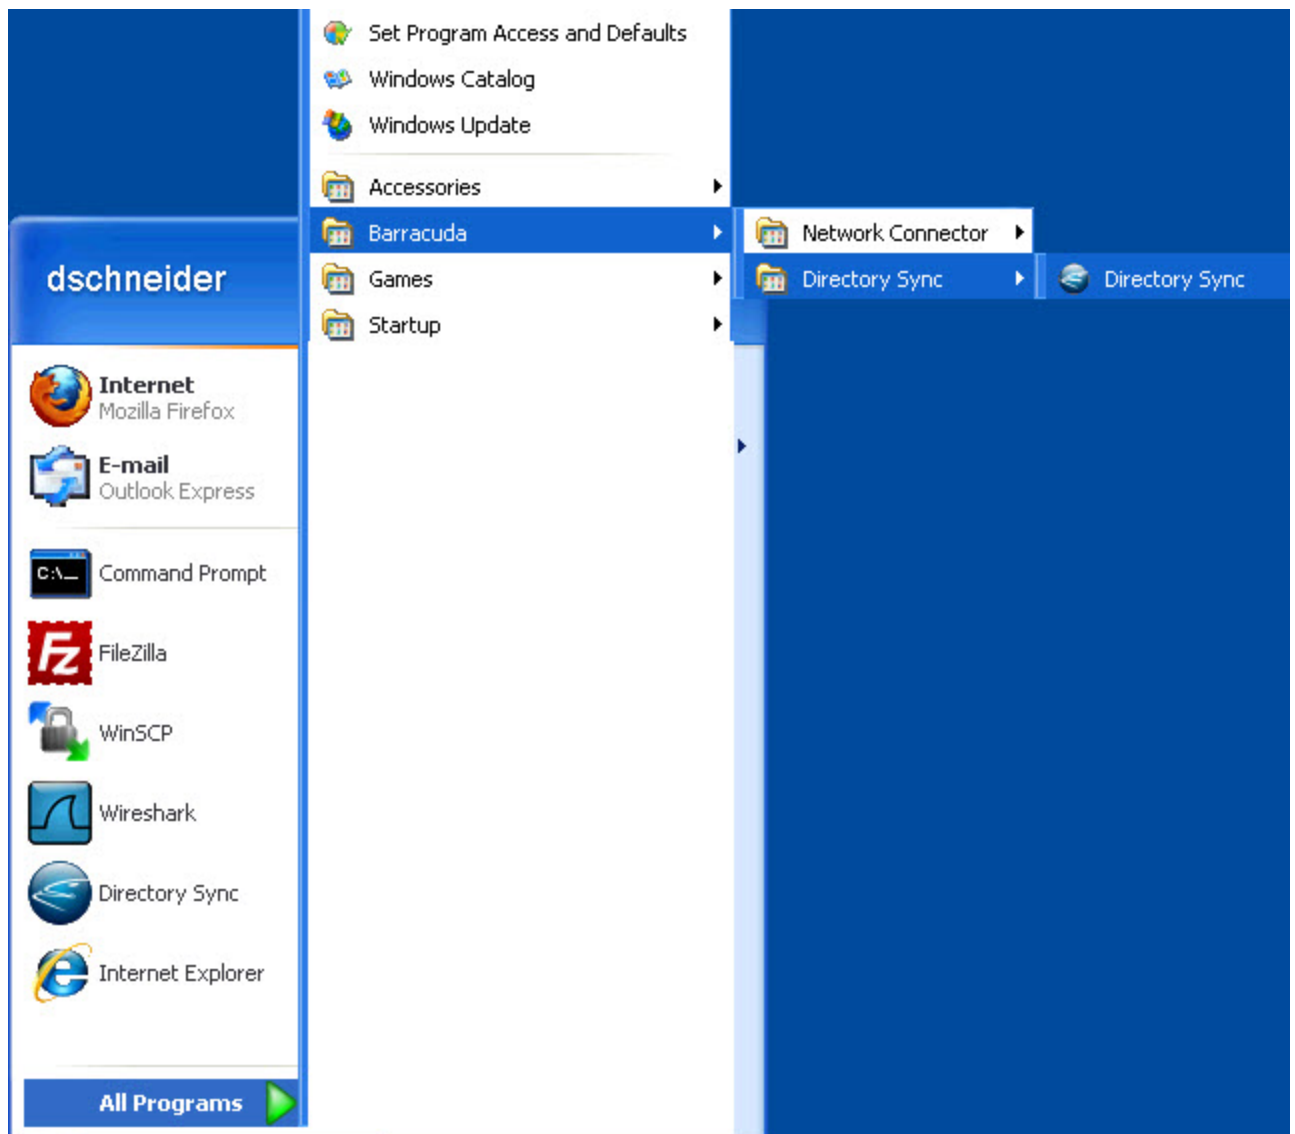 Set Program Access and Defaults
Windows Catalog
Windows Update
Accessories
Barracuda
Network Connector
Games
Directory Sync
Directory Sync
Startup
dschneider
Internet
Mozilla Firefox
E-mail
Outlook Express
C:\_
Command Prompt
Fz
FileZilla
WinSCP
Wireshark
Directory Sync
Internet Explorer
All Programs